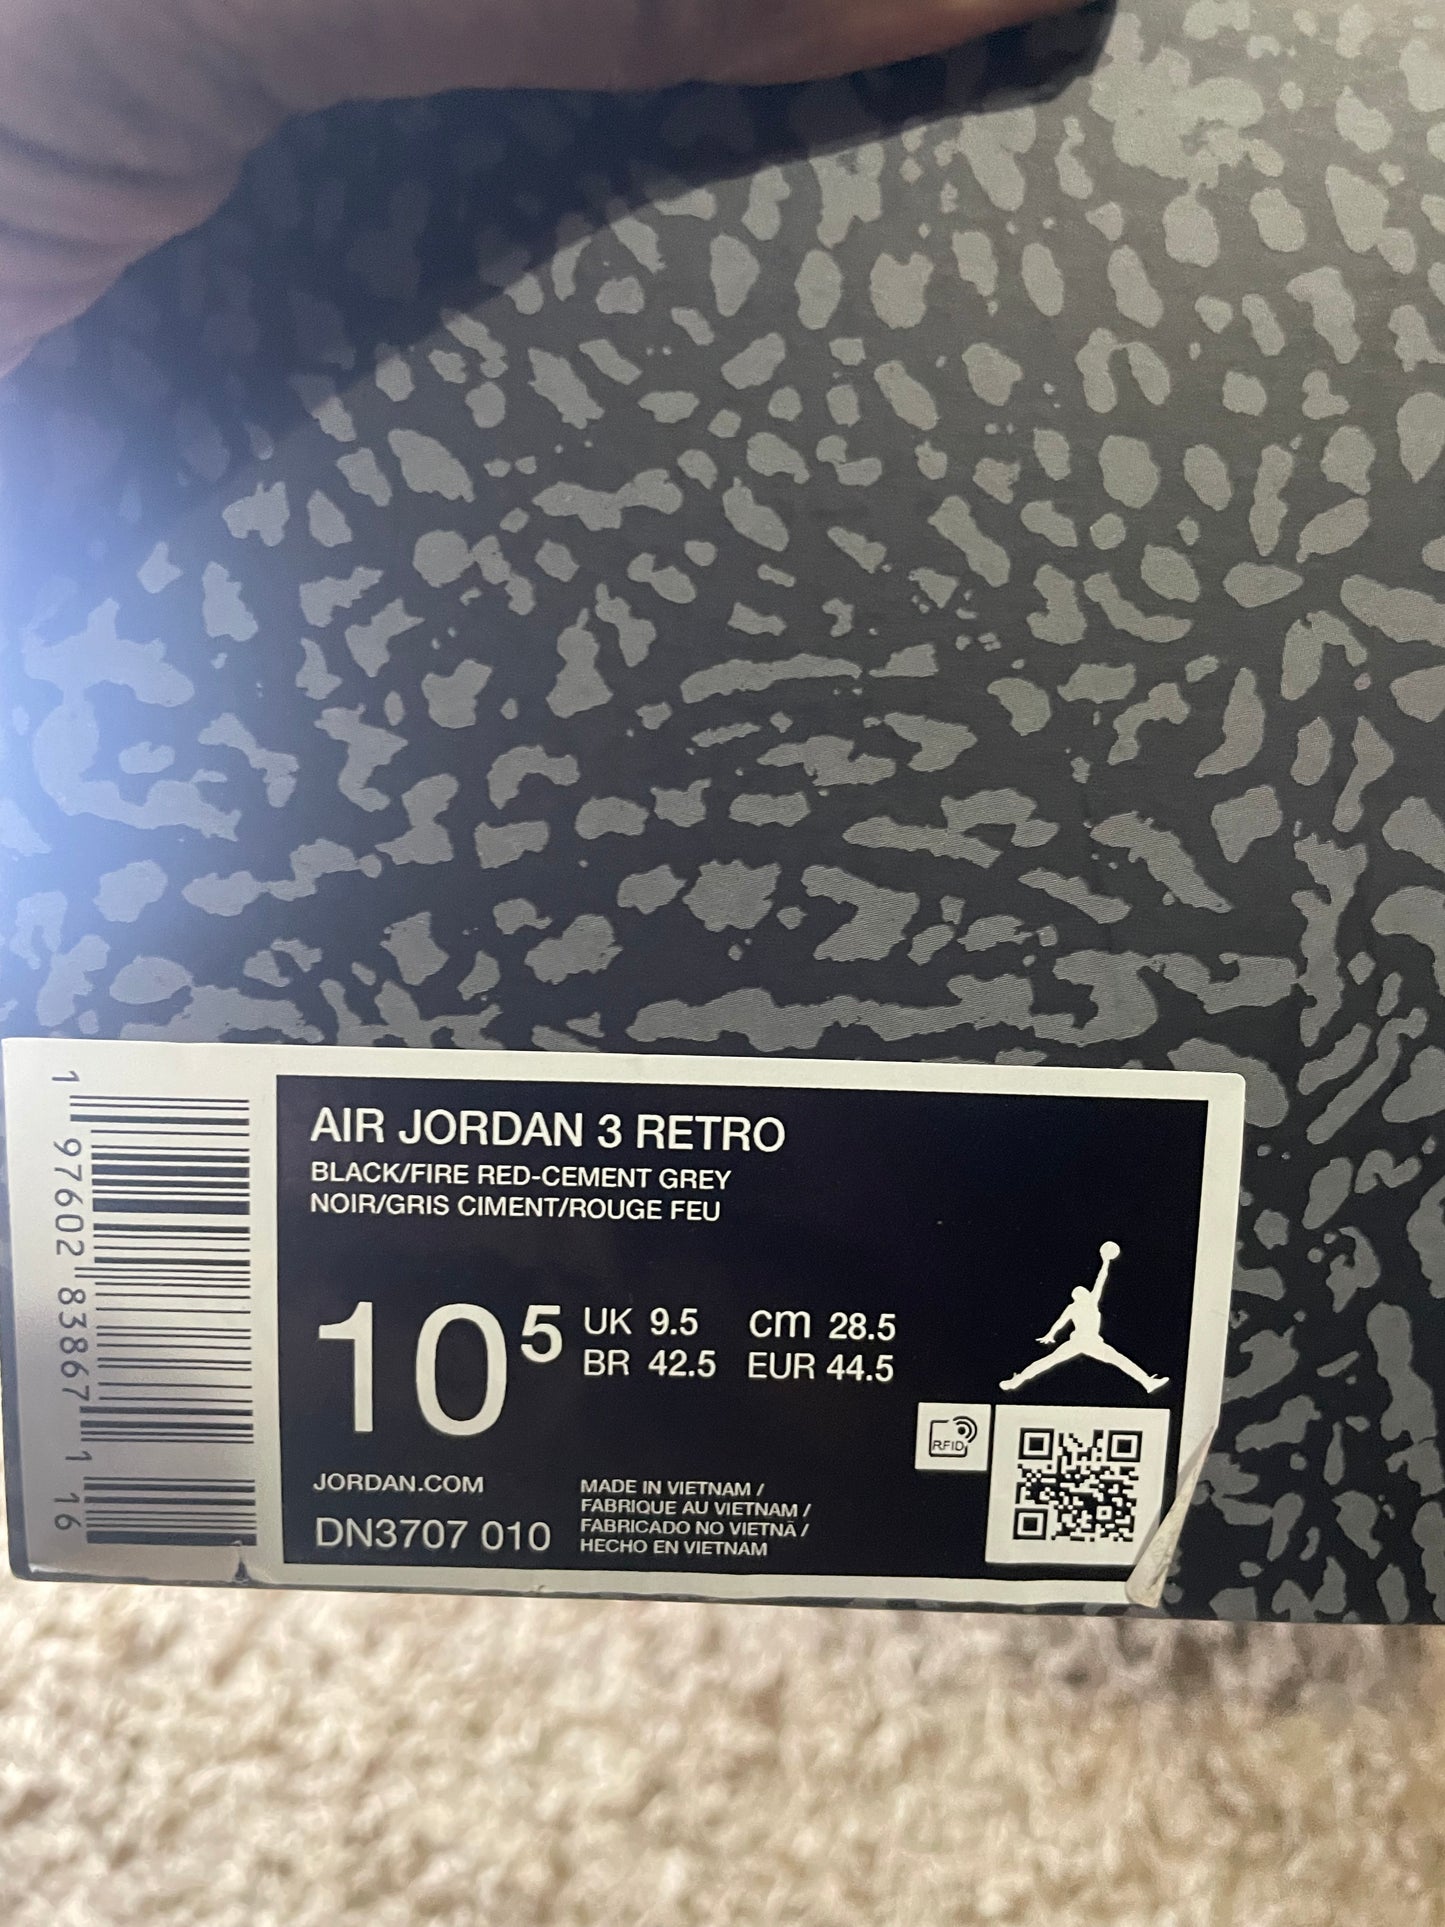 AIR JORDAN 3 RETRO
BLACK/FIRE RED-CEMENT GREY
NOIR/GRIS CIMENT/ROUGE FEU
10 5
UK 9.5 cm 28.5
BR 42.5 EUR 44.5
RFID
JORDAN.COM
DN3707 010
MADE IN VIETNAM /
FABRIQUE AU VIETNAM /
FABRICADO NO VIETNÃ /
HECHO EN VIETNAM
1 97602 83867 1 16